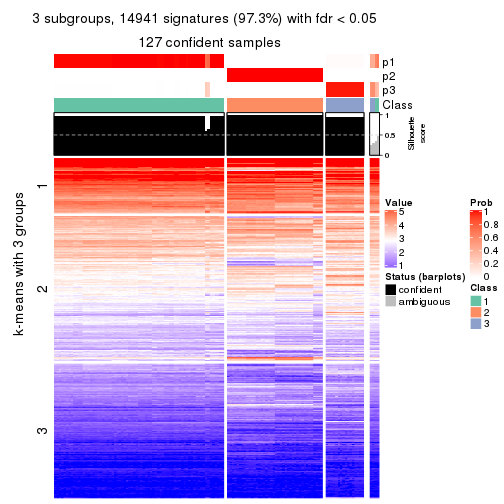 3 subgroups, 14941 signatures (97.3%) with fdr < 0.05
127 confident samples
p1
p2
p3
Class
1
0.5
0
Silhouette
score
k-means with 3 groups
1
2
3
Value
5
4
3
2
1
Status (barplots)
confident
ambiguous
Prob
1
0.8
0.6
0.4
0.2
0
Class
1
2
3